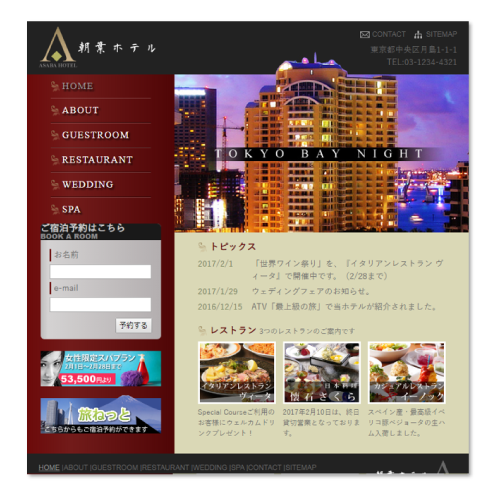 朝葉ホテル
ASABA HOTEL
CONTACT SITEMAP
東京都中央区月島1-1-1
TEL:03-1234-4321
HOME
ABOUT
GUESTROOM
RESTAURANT
WEDDING
SPA
TOKYO BAY NIGHT
ご宿泊予約はこちら
BOOK A ROOM
お名前
e-mail
予約する
女性限定スパプラン
2月1日〜7月28日まで
53,500円より
旅ねっと
こちらからもご宿泊予約ができます
トピックス
2017/2/1 「世界ワイン祭り」を、『イタリアンレストラン ヴ
ィータ』で開催中です。（2/28まで）
2017/1/29 ウェディングフェアのお知らせ。
2016/12/15 ATV「最上級の旅」で当ホテルが紹介されました。
レストラン 3つのレストランのご案内です
イタリアンレストラン
ヴィータ
日本料理
懐石さくら
カジュアルレストラン
イーノック
Special Courseご利用の
お客様にウェルカムドリ
ンクプレゼント！
2017年2月10日は、終日
貸切営業となっておりま
す。
スペイン産・最高級イベ
リコ豚ベジョータの生ハ
ム入荷しました。
HOME |ABOUT |GUESTROOM |RESTAURANT |WEDDING |SPA |CONTACT |SITEMAP
朝葉ホテル